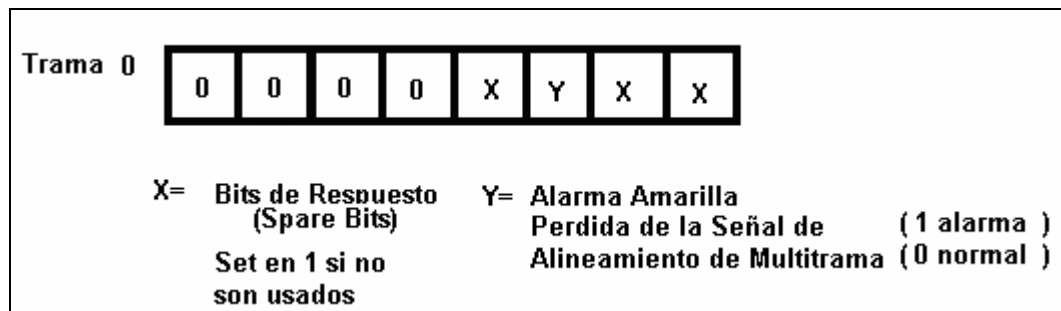 Trama 0
0 0 0 0 X Y X X
X= Bits de Respuesto
(Spare Bits)
Set en 1 si no
son usados
Y= Alarma Amarilla
Perdida de la Señal de ( 1 alarma )
Alineamiento de Multitrama ( 0 normal )